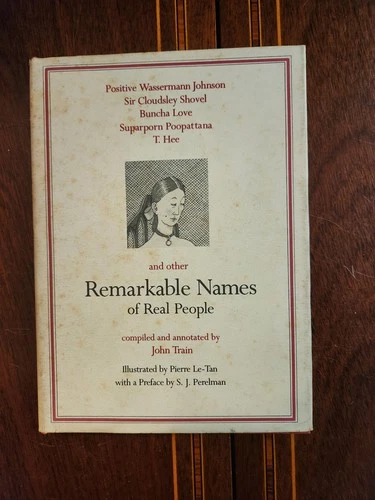 Positive Wassermann Johnson
Sir Cloudsley Shovel
Buncha Love
Suparporn Poopattana
T. Hee
and other
Remarkable Names
of Real People
compiled and annotated by
John Train
Illustrated by Pierre Le-Tan
with a Preface by S. J. Perelman